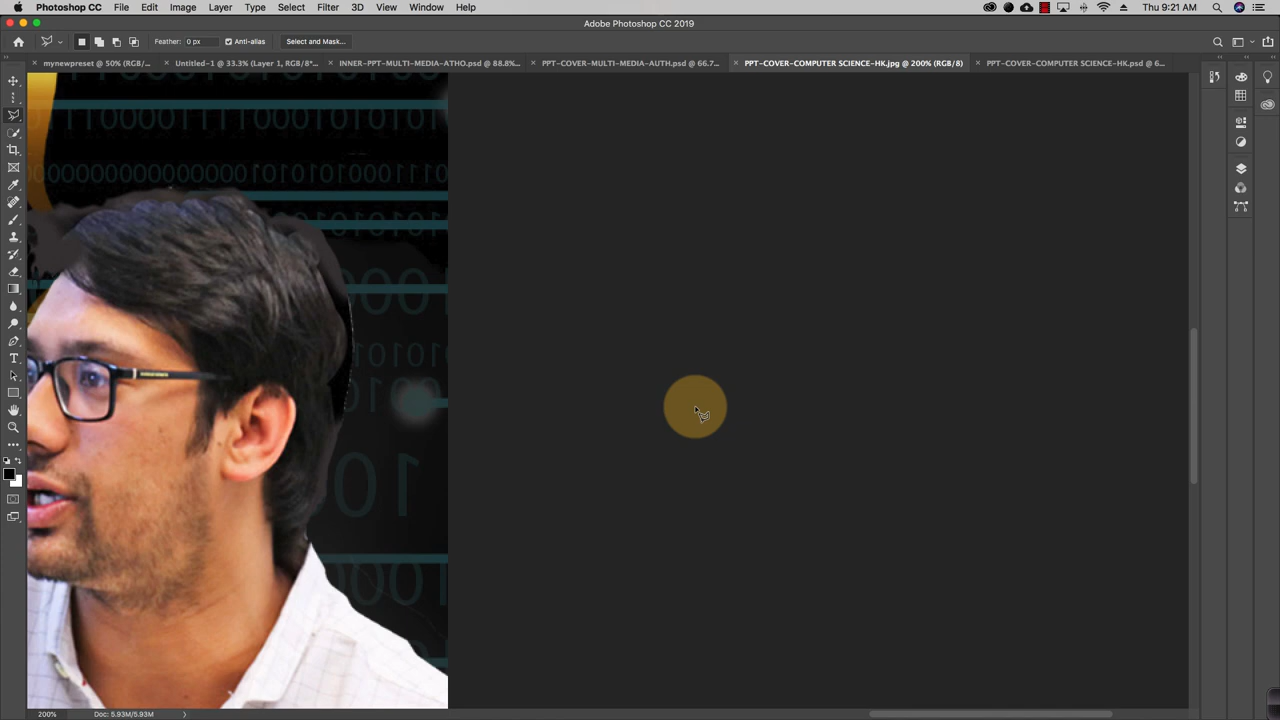 Photoshop CC File Edit Image Layer Type Select Filter 3D View Window Help Thu 9:21 AM
Adobe Photoshop CC 2019
Feather: 0 px Anti-alias Select and Mask...
mynewpreset @ 50% (RGB/... Untitled-1 @ 33.3% (Layer 1, RGB/8*... INNER-PPT-MULTI-MEDIA-ATHO.psd @ 88.8%... PPT-COVER-MULTI-MEDIA-AUTH.psd @ 66.7... PPT-COVER-COMPUTER SCIENCE-HK.jpg @ 200% (RGB/8) PPT-COVER-COMPUTER SCIENCE-HK.psd @ 6...
200% Doc: 5.93M/5.93M